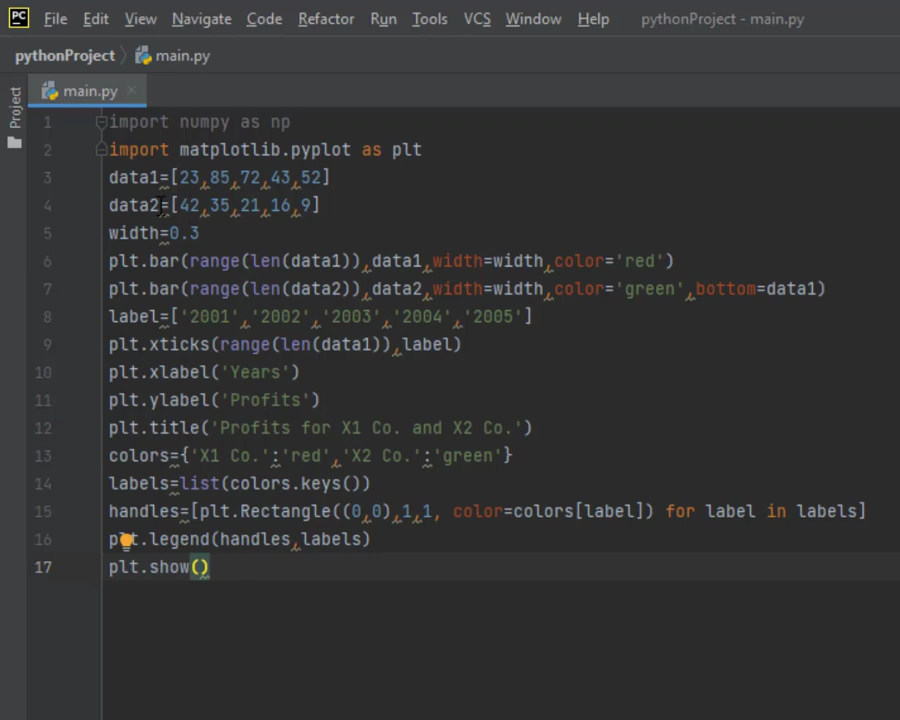 PC File Edit View Navigate Code Refactor Run Tools VCS Window Help pythonProject - main.py
pythonProject main.py
Project
main.py
1 import numpy as np
2 import matplotlib.pyplot as plt
3 data1=[23,85,72,43,52]
4 data2=[42,35,21,16,9]
5 width=0.3
6 plt.bar(range(len(data1)),data1,width=width,color='red')
7 plt.bar(range(len(data2)),data2,width=width,color='green',bottom=data1)
8 label=['2001','2002','2003','2004','2005']
9 plt.xticks(range(len(data1)),label)
10 plt.xlabel('Years')
11 plt.ylabel('Profits')
12 plt.title('Profits for X1 Co. and X2 Co.')
13 colors={'X1 Co.':'red','X2 Co.':'green'}
14 labels=list(colors.keys())
15 handles=[plt.Rectangle((0,0),1,1, color=colors[label]) for label in labels]
16 plt.legend(handles,labels)
17 plt.show()